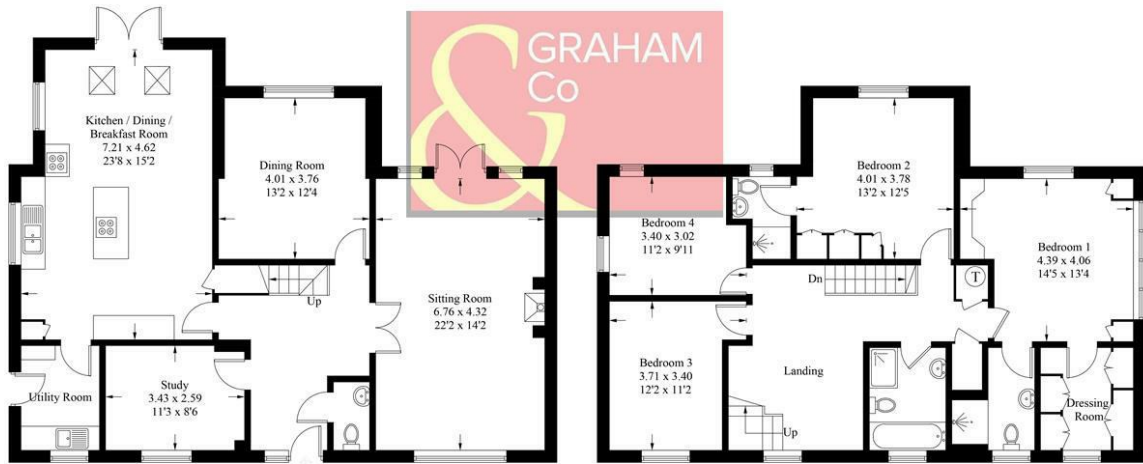 GRAHAM
Co
&
Kitchen / Dining /
Breakfast Room
7.21 x 4.62
23'8 x 15'2
Dining Room
4.01 x 3.76
13'2 x 12'4
Sitting Room
6.76 x 4.32
22'2 x 14'2
Up
Study
3.43 x 2.59
11'3 x 8'6
Utility Room
Bedroom 2
4.01 x 3.78
13'2 x 12'5
Bedroom 4
3.40 x 3.02
11'2 x 9'11
Bedroom 1
4.39 x 4.06
14'5 x 13'4
Dn
T
Bedroom 3
3.71 x 3.40
12'2 x 11'2
Landing
Up
Dressing
Room